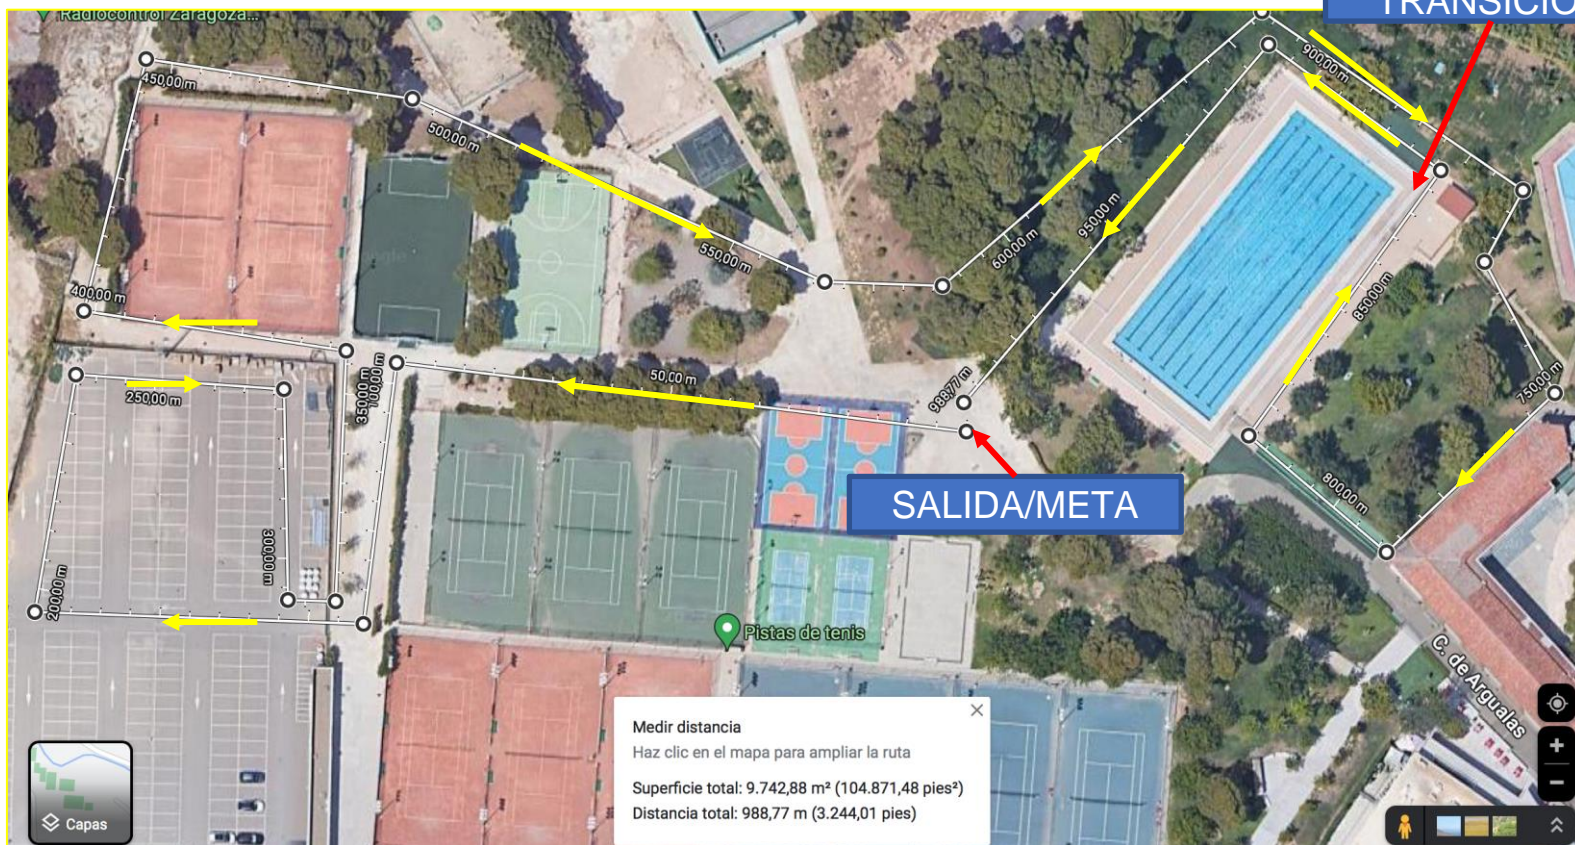 Radiocontrol Zaragoza...
TRANSICIO
450,00 m
500,00 m
900,00 m
550,00 m
600,00 m
950,00 m
850,00 m
400,00 m
250,00 m
350,00 m
100,00 m
50,00 m
988,77 m
750,00 m
800,00 m
200,00 m
300,00 m
SALIDA/META
Pistas de tenis
C. de Argualas
Medir distancia
Haz clic en el mapa para ampliar la ruta
Superficie total: 9.742,88 m² (104.871,48 pies²)
Distancia total: 988,77 m (3.244,01 pies)
Capas